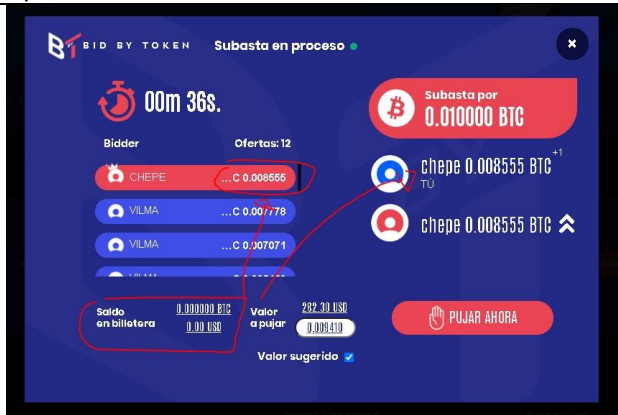 BT BID BY TOKEN Subasta en proceso
×
00m 36s.
Subasta por
0.010000 BTC
Bidder Ofertas: 12
CHEPE ...C 0.008555
chepe 0.008555 BTC +1
TÚ
VILMA ...C 0.007778
chepe 0.008555 BTC
VILMA ...C 0.007071
Saldo en billetera 0.000000 BTC
0.00 USD
Valor a pujar 282.30 USD
0.009410
PUJAR AHORA
Valor sugerido